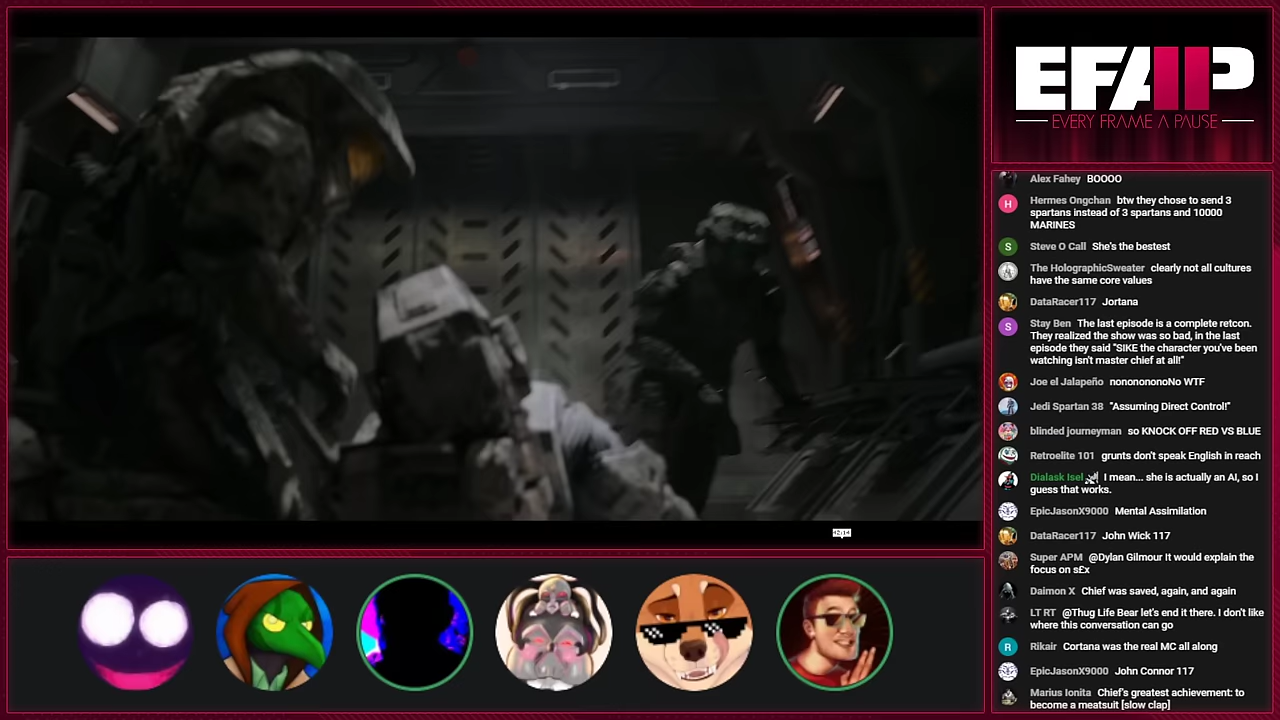 EFAP
EVERY FRAME A PAUSE
Alex Fahey BOOOO
Hermes Ongchan btw they chose to send 3
spartans instead of 3 spartans and 10000
MARINES
S
Steve O Call She's the bestest
The HolographicSweater clearly not all cultures
have the same core values
DataRacer117 Jortana
Stay Ben The last episode is a complete retcon.
They realized the show was so bad, in the last
episode they said "SIKE the character you've been
watching isn't master chief at all!"
Joe el Jalapeño nonononoNo WTF
Jedi Spartan 38 "Assuming Direct Control!"
blinded journeyman so KNOCK OFF RED VS BLUE
Retroelite 101 grunts don't speak English in reach
Dialask Isel I mean... she is actually an AI, so I
guess that works.
EpicJasonX9000 Mental Assimilation
DataRacer117 John Wick 117
Super APM @Dylan Gilmour It would explain the
focus on s£x
Daimon X Chief was saved, again, and again
LT RT @Thug Life Bear let's end it there. I don't like
where this conversation can go
Rikair Cortana was the real MC all along
EpicJasonX9000 John Connor 117
Marius Ionita Chief's greatest achievement: to
become a meatsuit [slow clap]